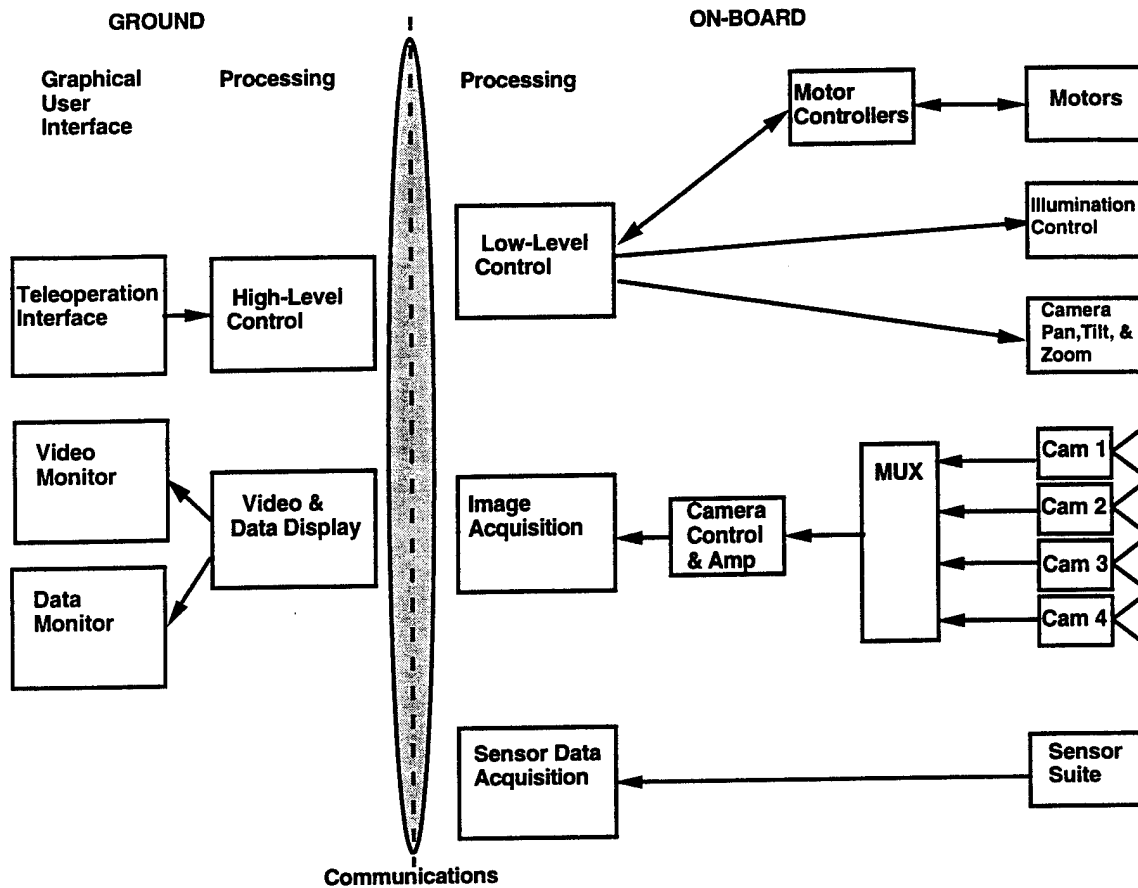 GROUND
ON-BOARD
Graphical
User
Interface
Processing
Processing
Motor
Controllers
Motors
Illumination
Control
Low-Level
Control
Camera
Pan,Tilt, &
Zoom
Teleoperation
Interface
High-Level
Control
Video
Monitor
Video &
Data Display
Data
Monitor
Image
Acquisition
Camera
Control
& Amp
MUX
Cam 1
Cam 2
Cam 3
Cam 4
Sensor Data
Acquisition
Sensor
Suite
Communications